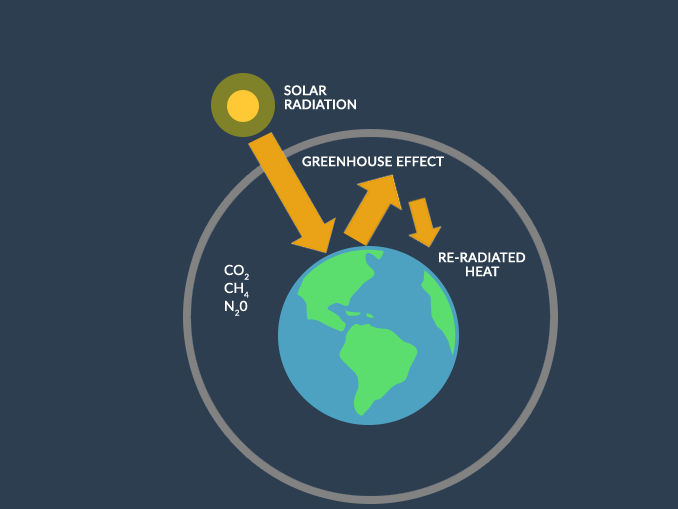 SOLAR
RADIATION
GREENHOUSE EFFECT
RE-RADIATED
HEAT
CO₂
CH₄
N₂0